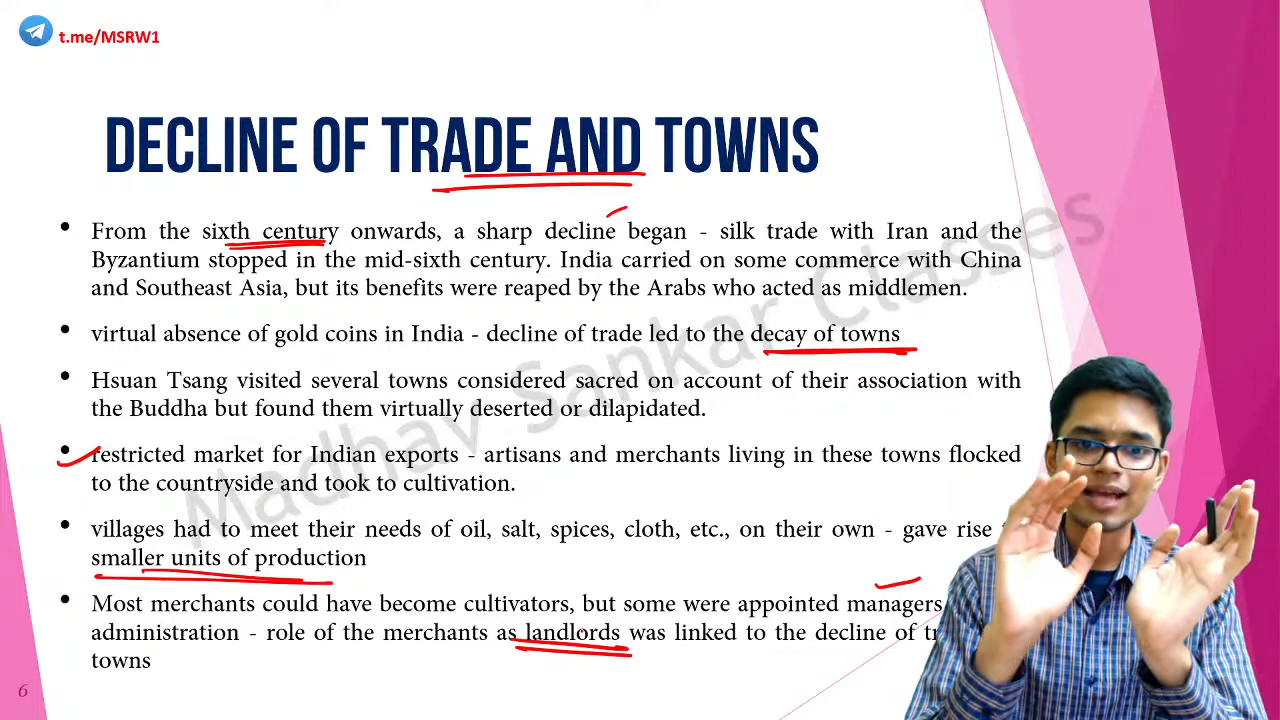 t.me/MSRW1
DECLINE OF TRADE AND TOWNS
• From the sixth century onwards, a sharp decline began - silk trade with Iran and the
Byzantium stopped in the mid-sixth century. India carried on some commerce with China
and Southeast Asia, but its benefits were reaped by the Arabs who acted as middlemen.
• virtual absence of gold coins in India - decline of trade led to the decay of towns
• Hsuan Tsang visited several towns considered sacred on account of their association with
the Buddha but found them virtually deserted or dilapidated.
• restricted market for Indian exports - artisans and merchants living in these towns flocked
to the countryside and took to cultivation.
• villages had to meet their needs of oil, salt, spices, cloth, etc., on their own - gave rise
smaller units of production
• Most merchants could have become cultivators, but some were appointed managers
administration - role of the merchants as landlords was linked to the decline of
towns
Madhav Sankar Classes
6